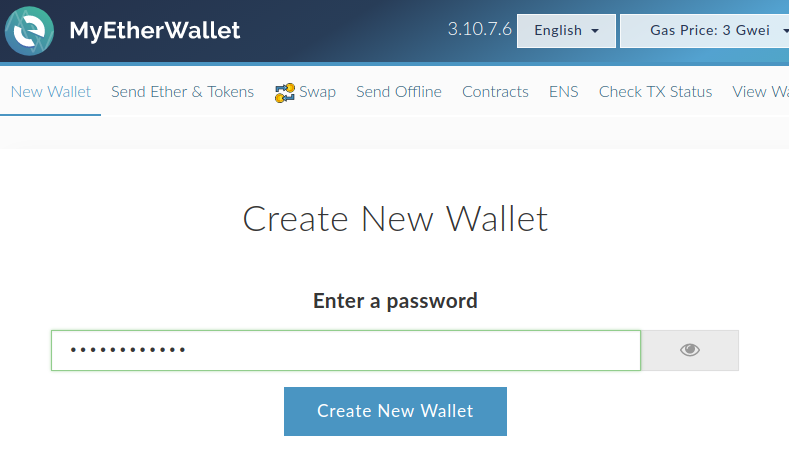 MyEtherWallet 3.10.7.6 English Gas Price: 3 Gwei
New Wallet Send Ether & Tokens Swap Send Offline Contracts ENS Check TX Status View Wa
Create New Wallet
Enter a password
••••••••••••
Create New Wallet